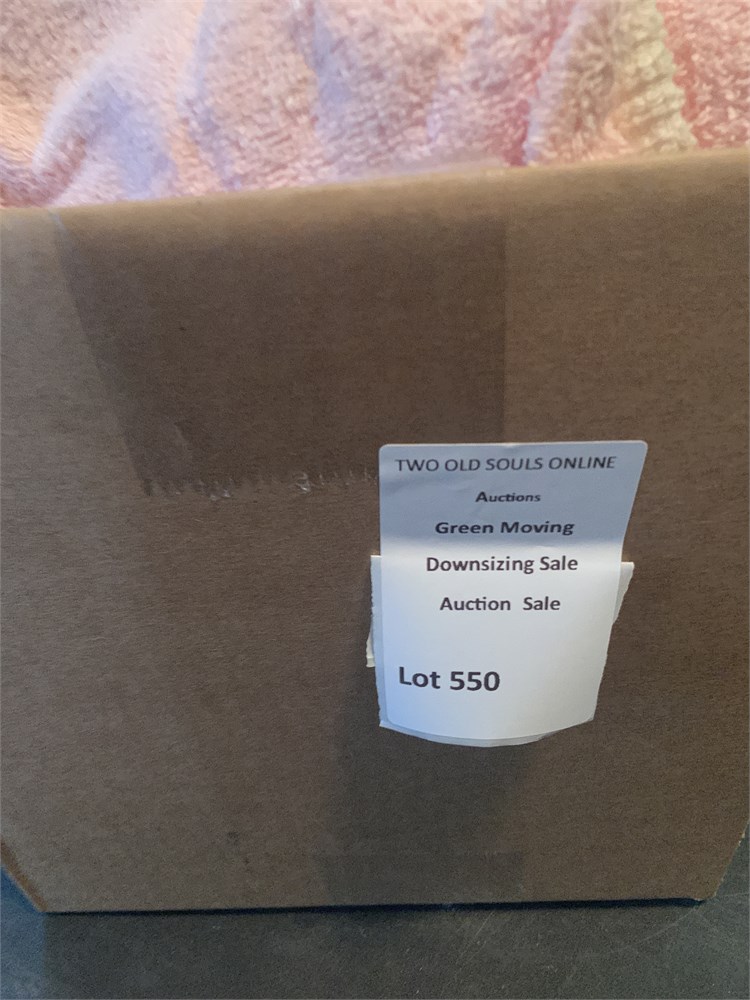 TWO OLD SOULS ONLINE
Auctions
Green Moving
Downsizing Sale
Auction Sale
Lot 550